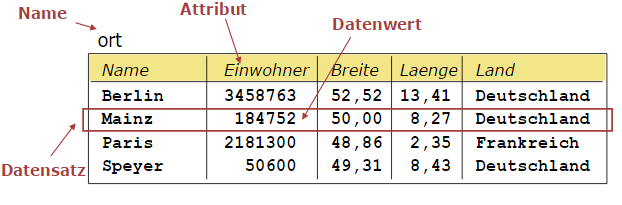 Name
Attribut
Datenwert
ort
Name Einwohner Breite Laenge Land
Berlin 3458763 52,52 13,41 Deutschland
Mainz 184752 50,00 8,27 Deutschland
Paris 2181300 48,86 2,35 Frankreich
Speyer 50600 49,31 8,43 Deutschland
Datensatz